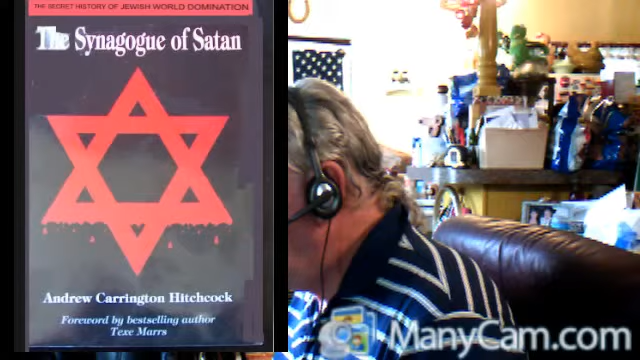 THE SECRET HISTORY OF JEWISH WORLD DOMINATION
The Synagogue of Satan
Andrew Carrington Hitchcock
Foreword by bestselling author
Texe Marrs
ManyCam.com